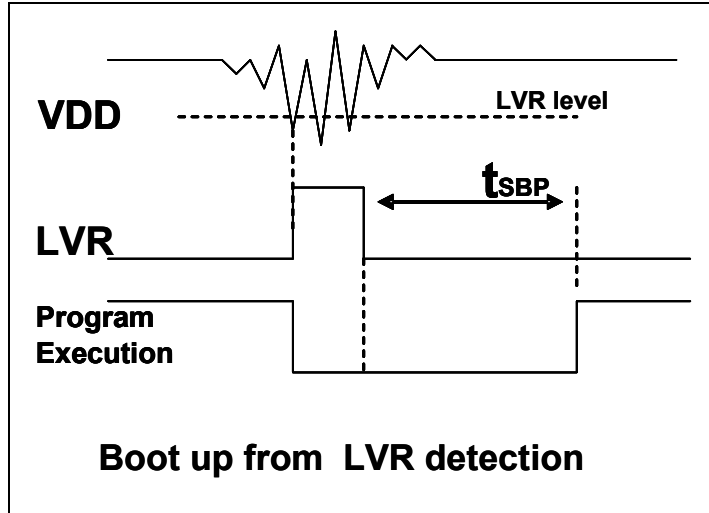 LVR level
VDD
tSBP
LVR
Program
Execution
Boot up from LVR detection